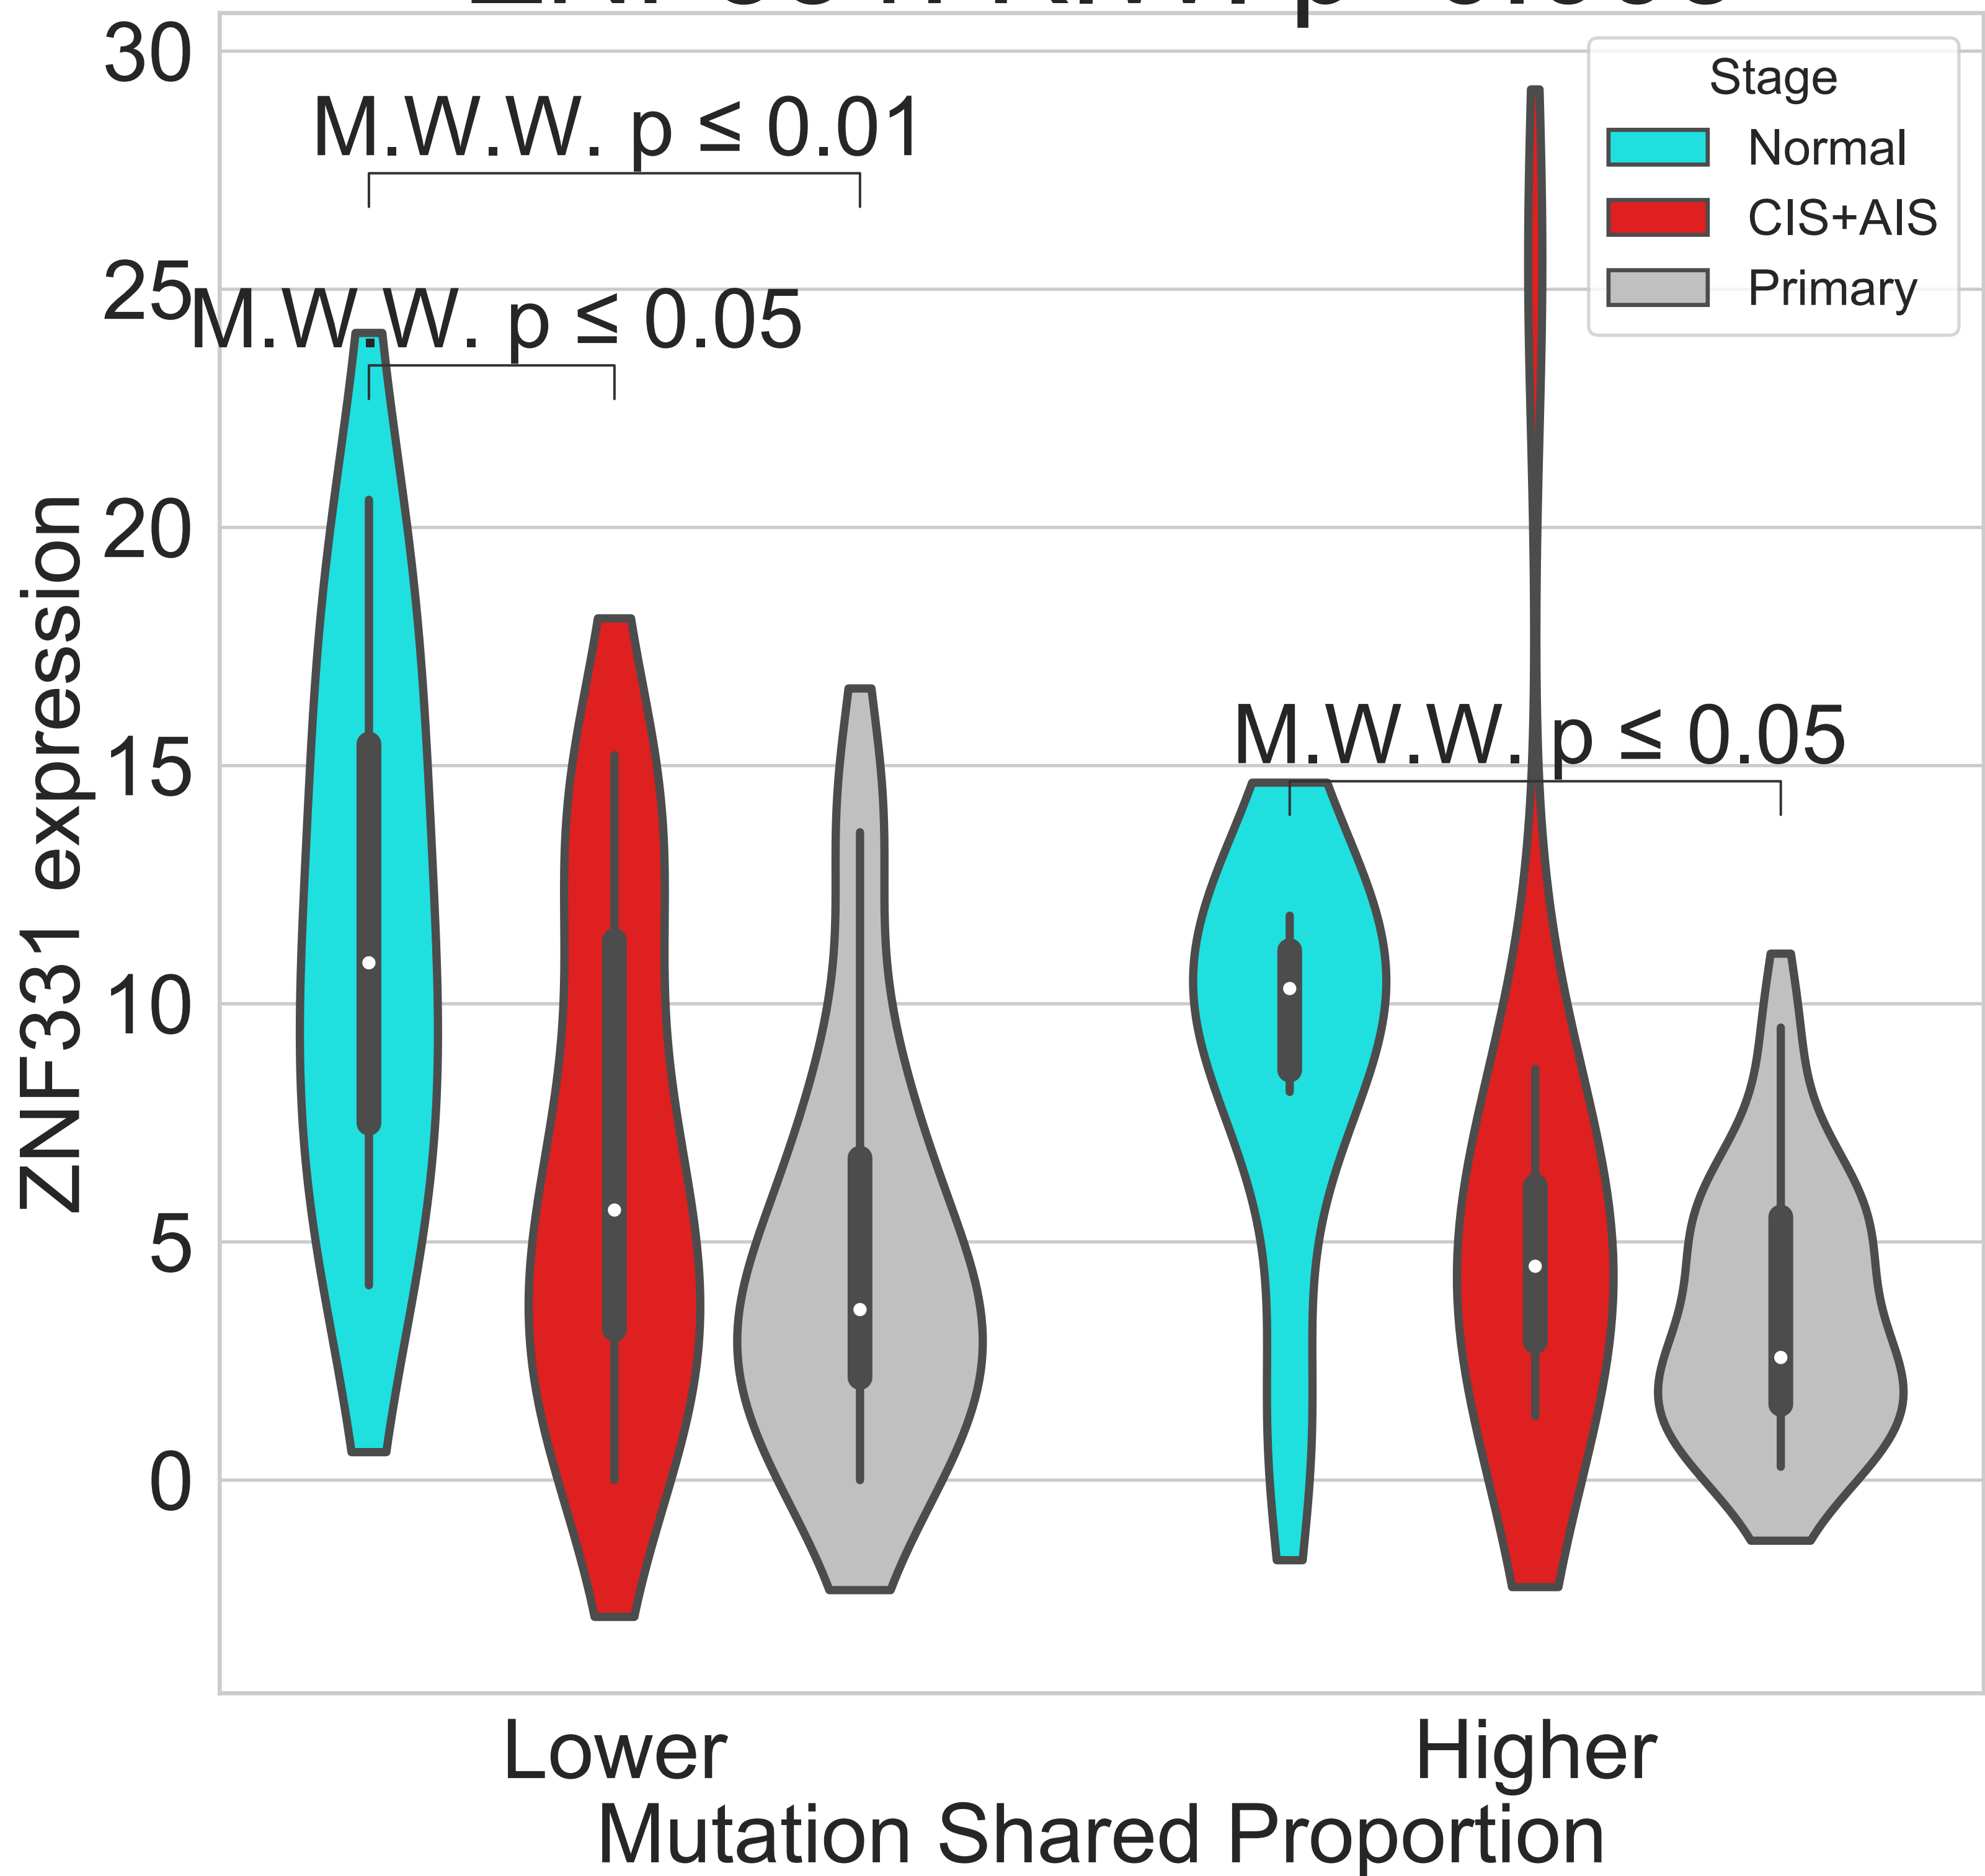 30
25
20
15
10
5
0
ZNF331 expression
M.W.W. p ≤ 0.01
M.W.W. p ≤ 0.05
M.W.W. p ≤ 0.05
Stage
Normal
CIS+AIS
Primary
Lower
Higher
Mutation Shared Proportion